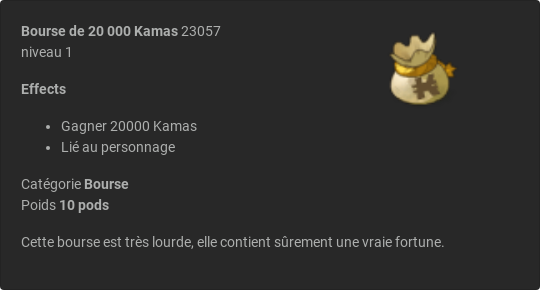 Bourse de 20 000 Kamas 23057
niveau 1
Effects
Gagner 20000 Kamas
Lié au personnage
Catégorie Bourse
Poids 10 pods
Cette bourse est très lourde, elle contient sûrement une vraie fortune.